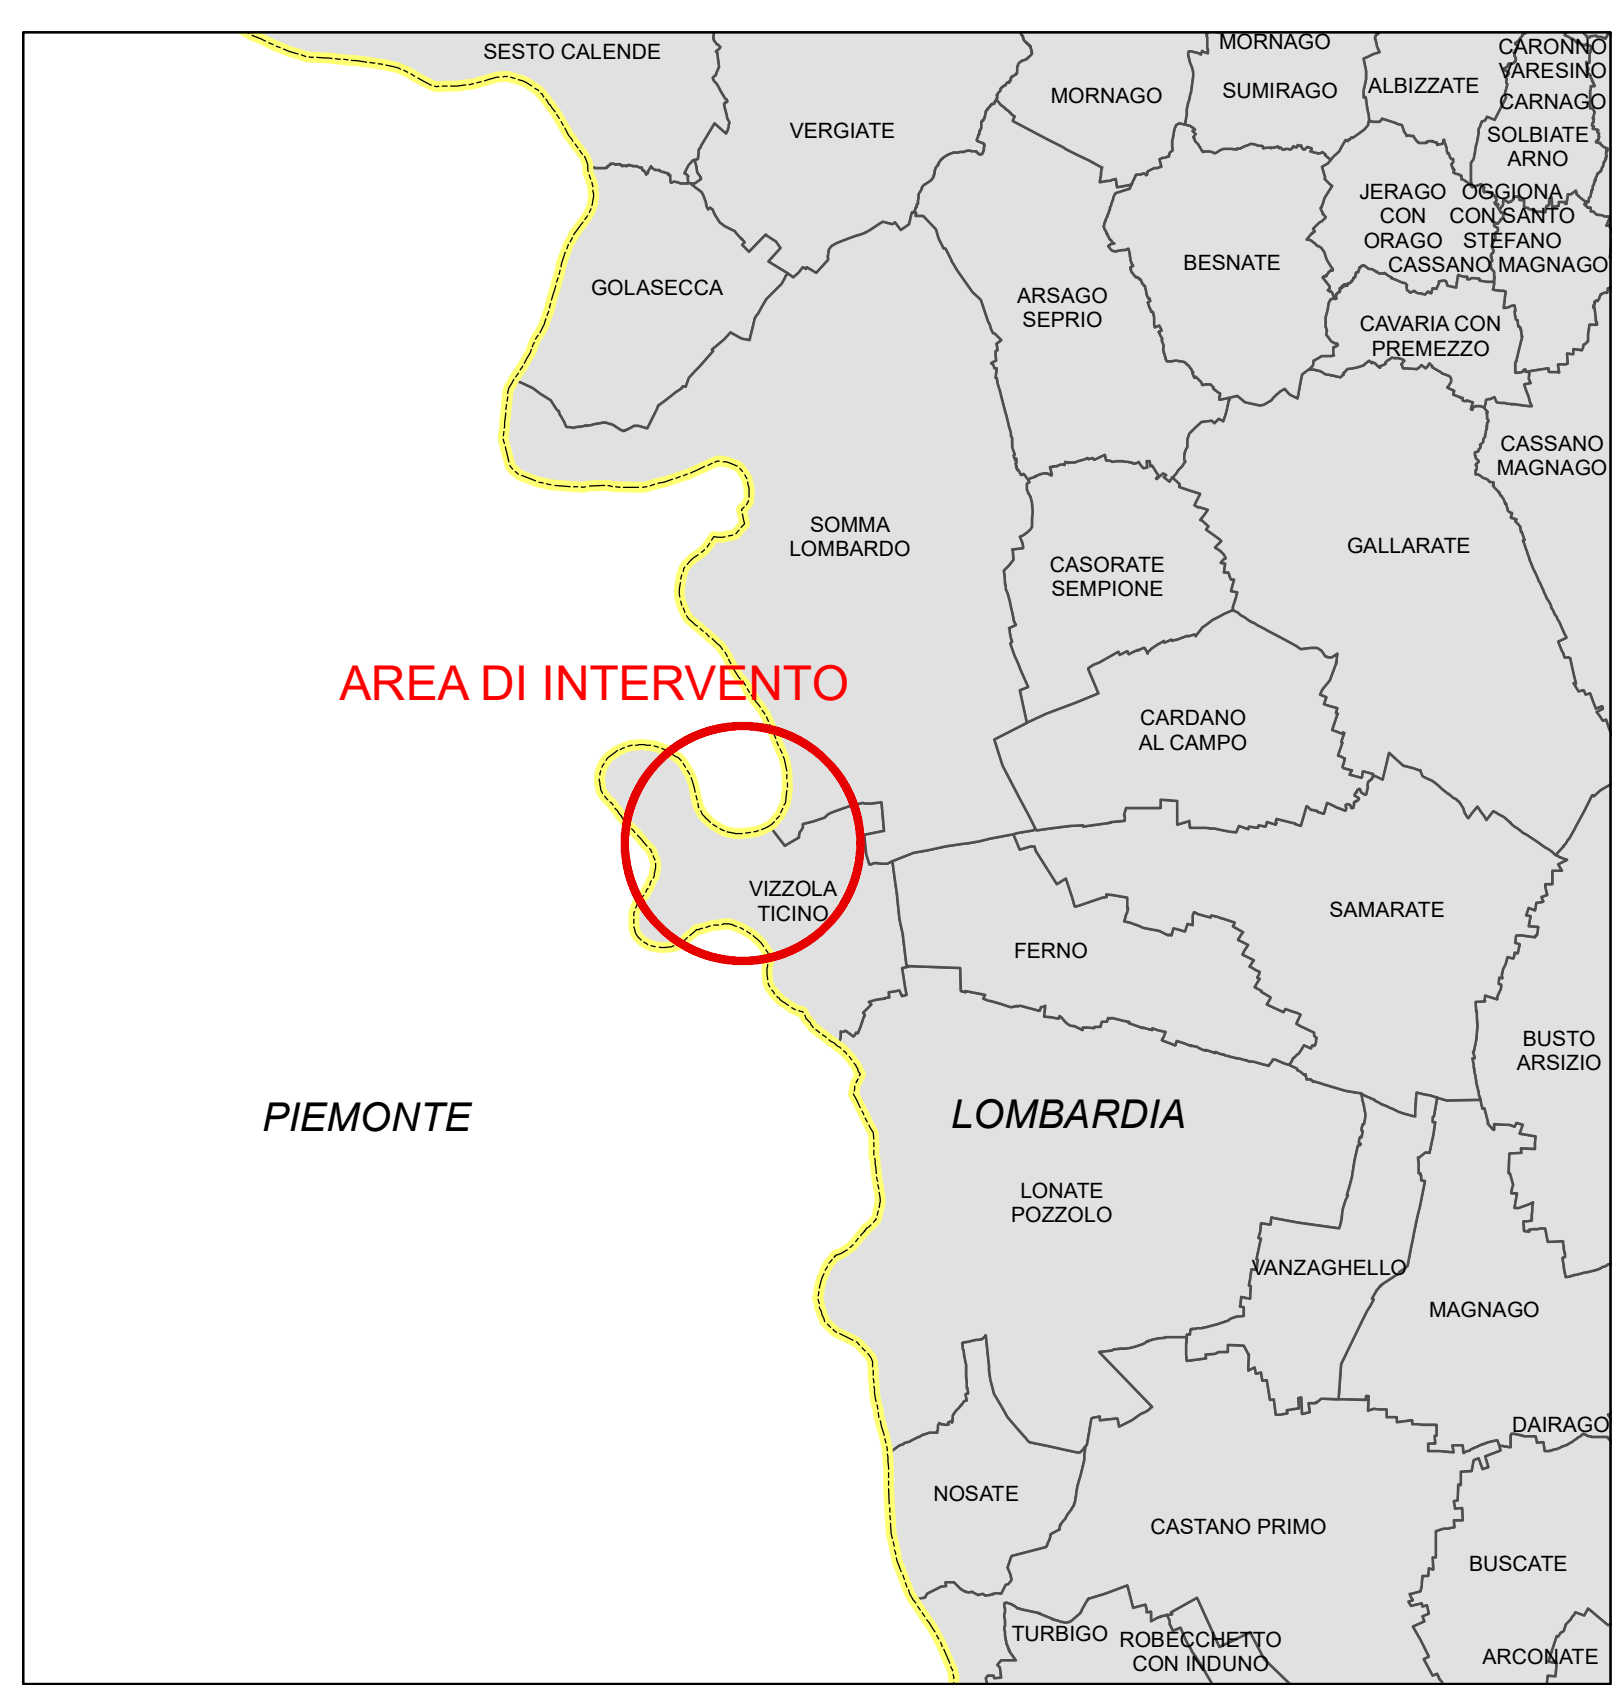 SESTO CALENDE
MORNAGO
CARONNO
VARESINO
VERGIATE
MORNAGO
SUMIRAGO
ALBIZZATE
CARNAGO
SOLBIATE
ARNO
JERAGO
CON
ORAGO
OGGIONA
CON SANTO
STEFANO
CASSANO MAGNAGO
GOLASECCA
ARSAGO
SEPRIO
BESNATE
CAVARIA CON
PREMEZZO
CASSANO
MAGNAGO
SOMMA
LOMBARDO
CASORATE
SEMPIONE
GALLARATE
AREA DI INTERVENTO
CARDANO
AL CAMPO
VIZZOLA
TICINO
FERNO
SAMARATE
BUSTO
ARSIZIO
PIEMONTE
LOMBARDIA
LONATE
POZZOLO
VANZAGHELLO
MAGNAGO
DAIRAGO
NOSATE
CASTANO PRIMO
BUSCATE
TURBIGO
ROBECCHETTO
CON INDUNO
ARCONATE